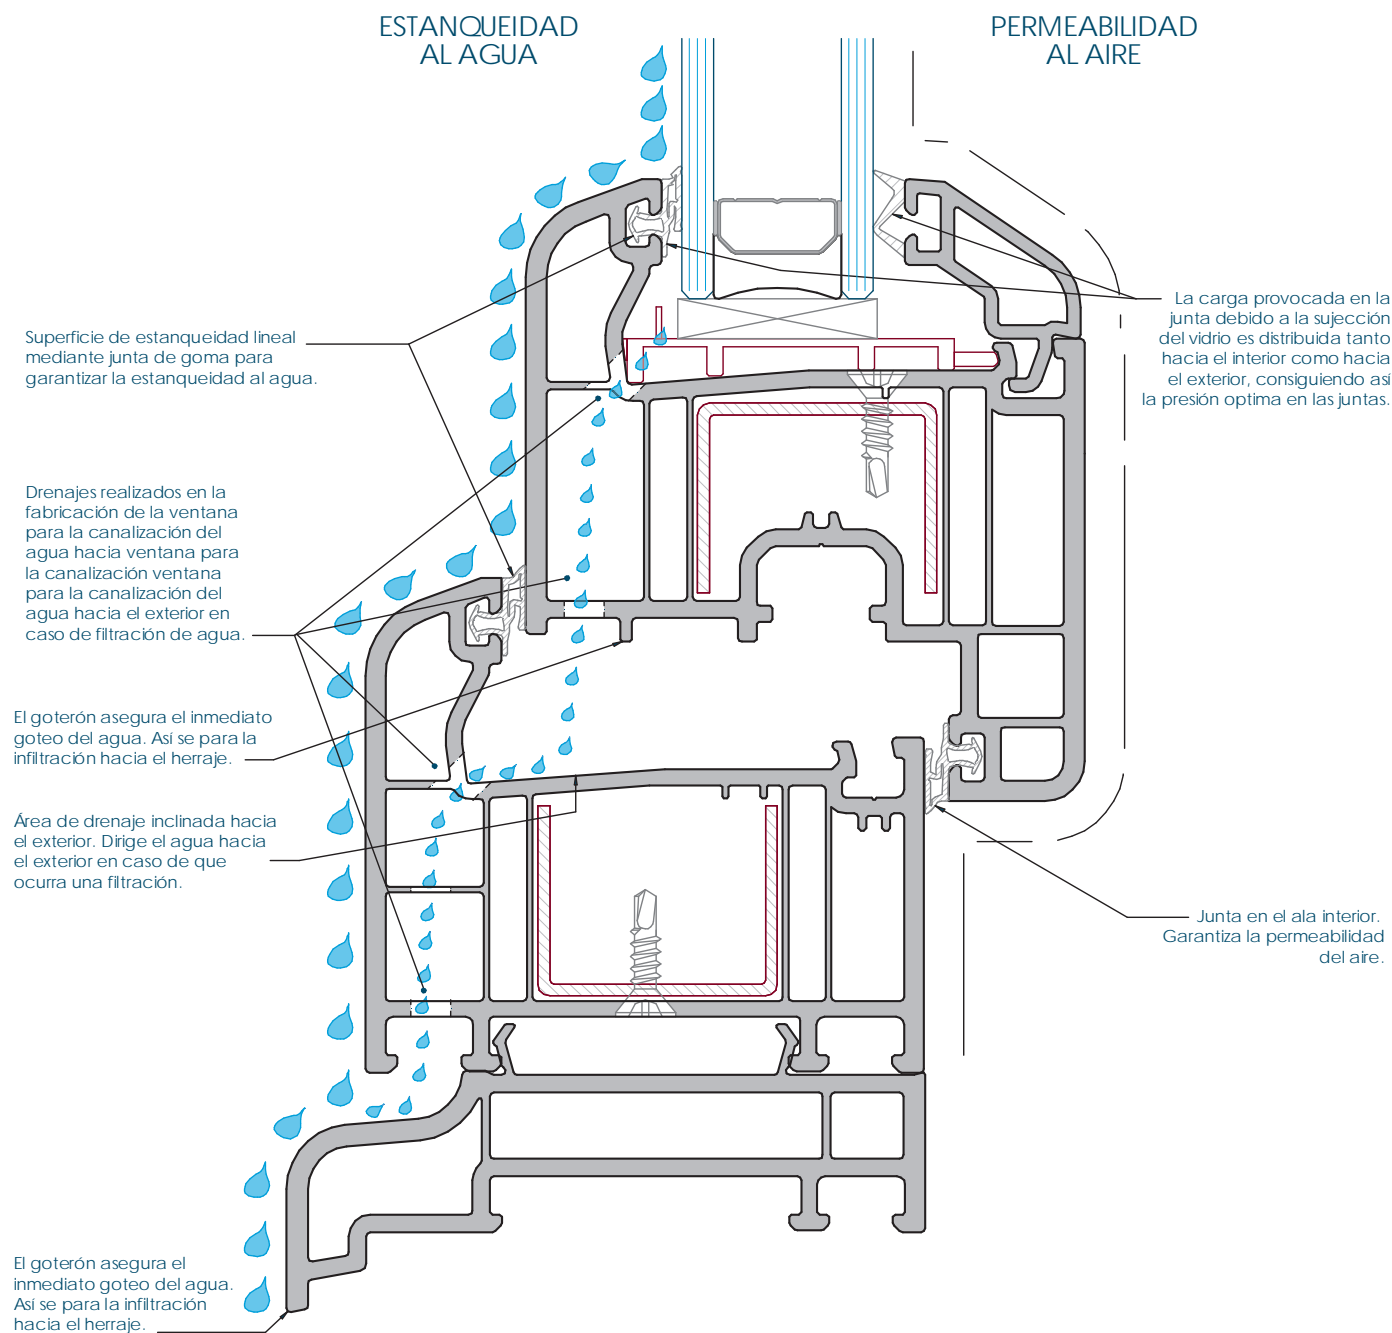 ESTANQUEIDAD
AL AGUA
PERMEABILIDAD
AL AIRE
Superficie de estanqueidad lineal
mediante junta de goma para
garantizar la estanqueidad al agua.
Drenajes realizados en la
fabricación de la ventana
para la canalización del
agua hacia ventana para
la canalización ventana
para la canalización del
agua hacia el exterior en
caso de filtración de agua.
El goterón asegura el inmediato
goteo del agua. Así se para la
infiltración hacia el herraje.
Área de drenaje inclinada hacia
el exterior. Dirige el agua hacia
el exterior en caso de que
ocurra una filtración.
El goterón asegura el
inmediato goteo del agua.
Así se para la infiltración
hacia el herraje.
La carga provocada en la
junta debido a la sujección
del vidrio es distribuida tanto
hacia el interior como hacia
el exterior, consiguiendo así
la presión optima en las juntas.
Junta en el ala interior.
Garantiza la permeabilidad
del aire.